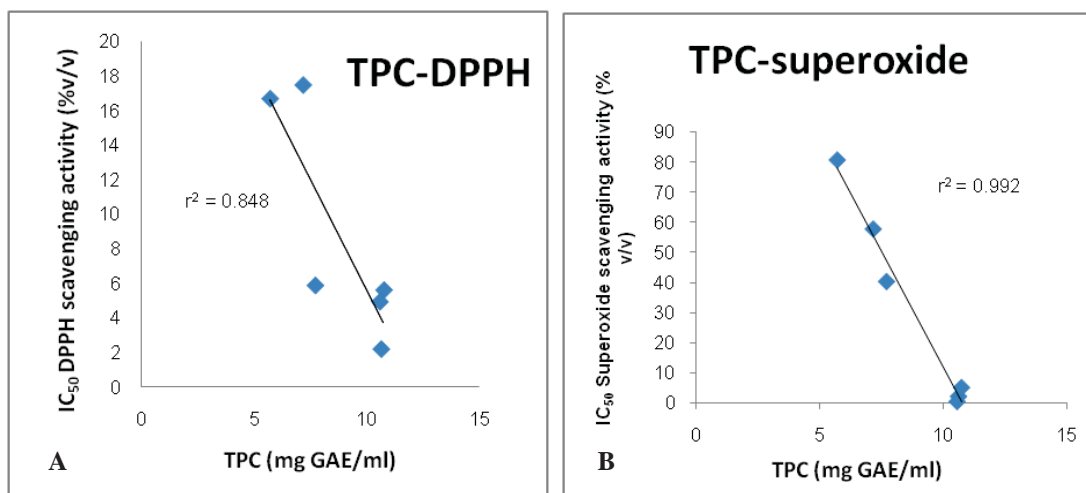 TPC-DPPH
IC₅₀ DPPH scavenging activity (%v/v)
20
18
16
14
12
10
8
6
4
2
0
r² = 0.848
0 5 10 15
TPC (mg GAE/ml)
A
TPC-superoxide
IC₅₀ Superoxide scavenging activity (%
v/v)
90
80
70
60
50
40
30
20
10
0
r² = 0.992
0 5 10 15
TPC (mg GAE/ml)
B